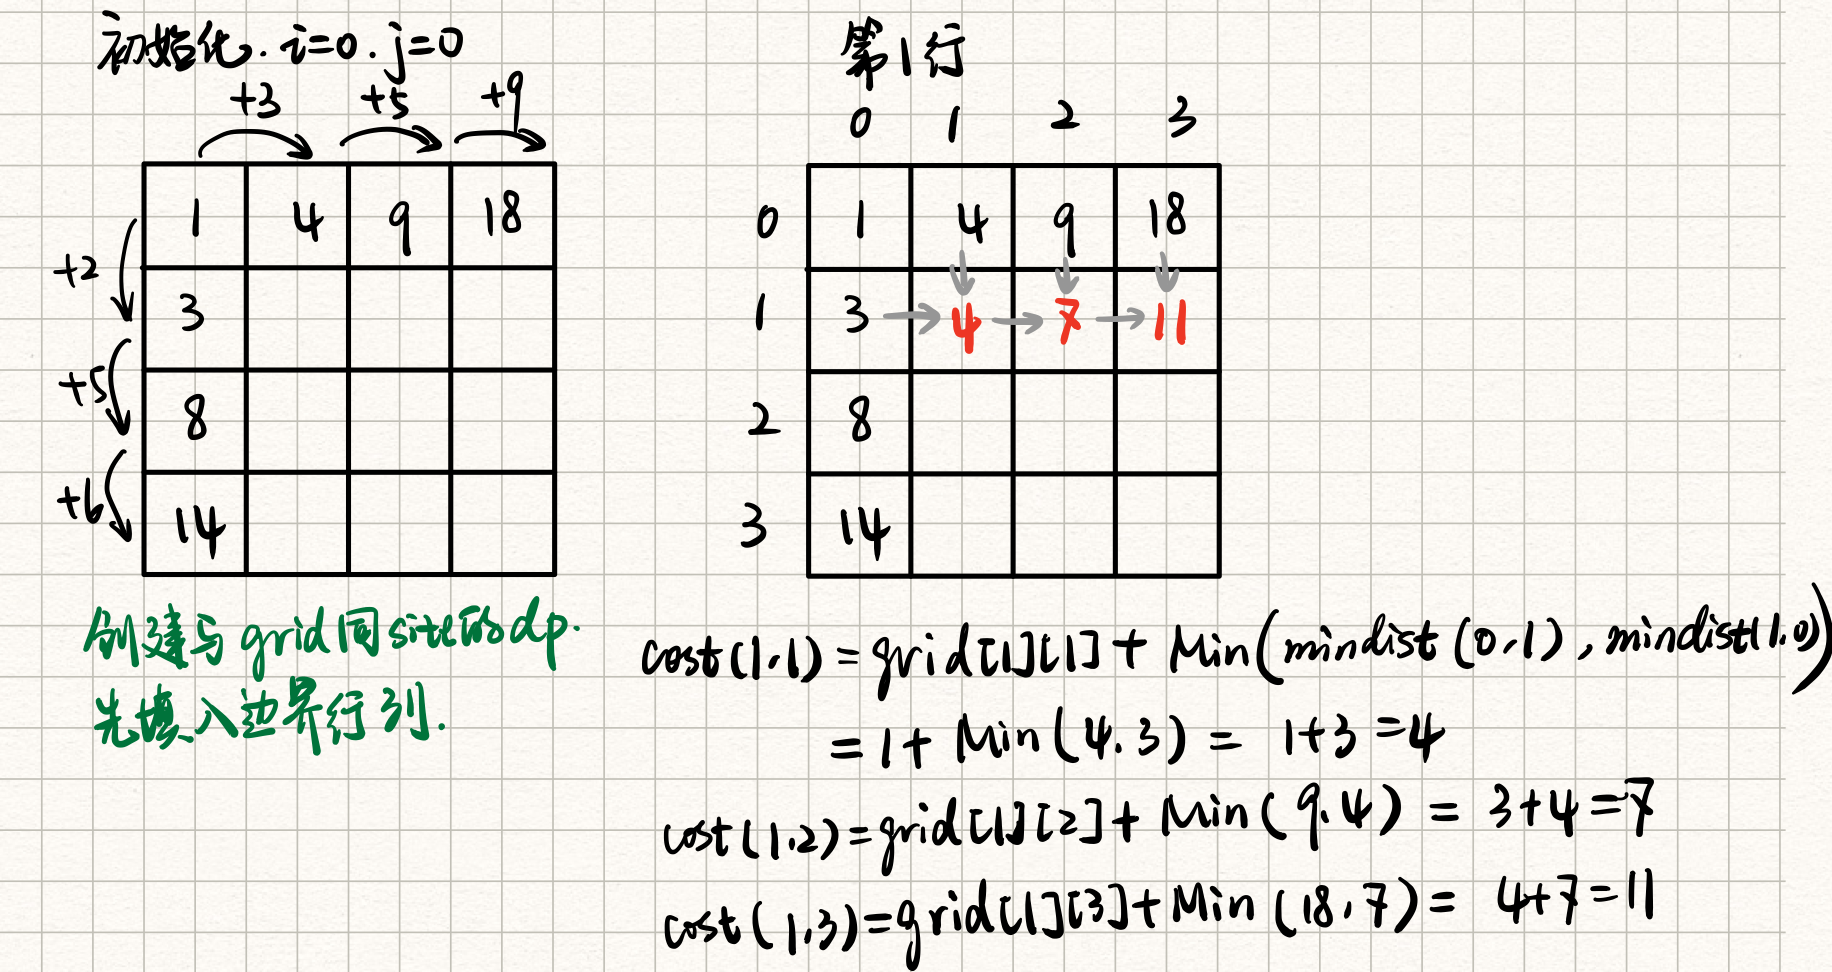 初始化. i=0. j=0
+3 +5 +9
1 4 9 18
+2
3
+5
8
+6
14
创建与grid同site的dp.
先填入边界行列.
第1行
0 1 2 3
0 1 4 9 18
1 3 4 7 11
2 8
3 14
cost(1,1)=grid[1][1]+Min(mindist(0,1),mindist(1,0))
=1+Min(4.3)=1+3=4
cost(1,2)=grid[1][2]+Min(9.4)=3+4=7
cost(1,3)=grid[1][3]+Min(18,7)=4+7=11